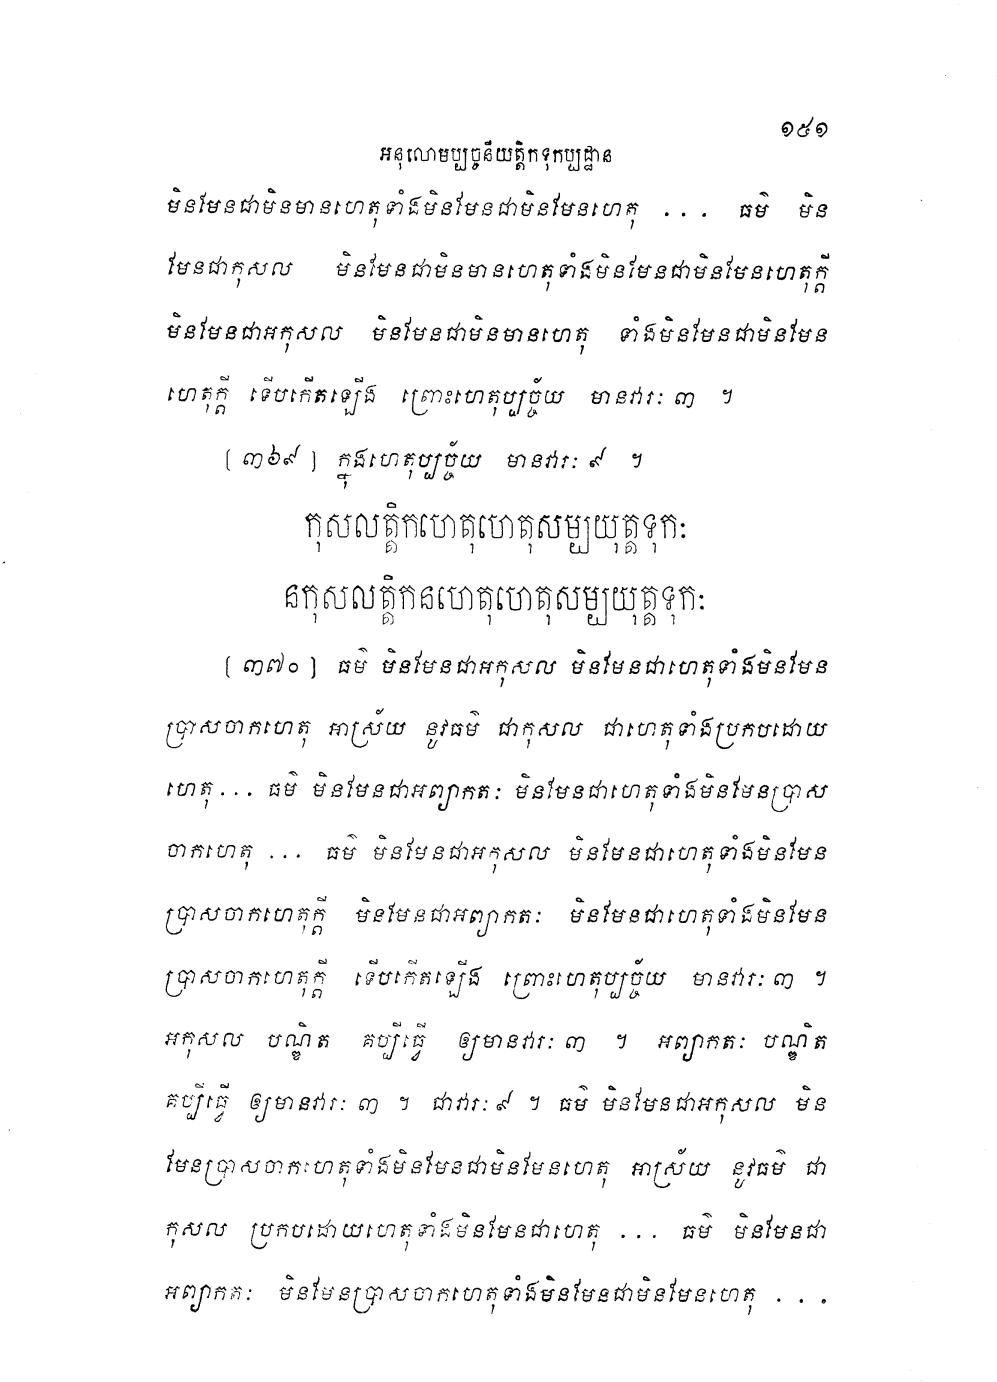 ១៩១
អនុលោមប្បច្ចនីយត្តិកទុកប្បដ្ឋាន
មិនមែនជាមិនមានហេតុទាំងមិនមែនជាមិនមែនហេតុ ... ធម៌ មិន
មែនជាកុសល មិនមែនជាមិនមានហេតុទាំងមិនមែនជាមិនមែនហេតុក្តី
មិនមែនជាអកុសល មិនមែនជាមិនមានហេតុ ទាំងមិនមែនជាមិនមែន
ហេតុក្តី ទើបកើតឡើង ព្រោះហេតុប្បច្ច័យ មានវារៈ ៣ ។
[ ៣៦៩ ] ក្នុងហេតុប្បច្ច័យ មានវារៈ ៩ ។
កុសលត្តិកហេតុហេតុសម្បយុត្តទុកៈ
នកុសលត្តិកនហេតុហេតុសម្បយុត្តទុកៈ
[ ៣៧០ ] ធម៌ មិនមែនជាអកុសល មិនមែនជាហេតុទាំងមិនមែន
ប្រាសចាកហេតុ អាស្រ័យ នូវធម៌ ជាកុសល ជាហេតុទាំងប្រកបដោយ
ហេតុ ... ធម៌ មិនមែនជាអព្យាកតៈ មិនមែនជាហេតុទាំងមិនមែនប្រាស
ចាកហេតុ ... ធម៌ មិនមែនជាអកុសល មិនមែនជាហេតុទាំងមិនមែន
ប្រាសចាកហេតុក្តី មិនមែនជាអព្យាកតៈ មិនមែនជាហេតុទាំងមិនមែន
ប្រាសចាកហេតុក្តី ទើបកើតឡើង ព្រោះហេតុប្បច្ច័យ មានវារៈ ៣ ។
អកុសល បណ្ឌិត គប្បីធ្វើ ឲ្យមានវារៈ ៣ ។ អព្យាកតៈ បណ្ឌិត
គប្បីធ្វើ ឲ្យមានវារៈ ៣ ។ ជាវារៈ ៩ ។ ធម៌ មិនមែនជាអកុសល មិន
មែនប្រាសចាកហេតុទាំងមិនមែនជាមិនមែនហេតុ អាស្រ័យ នូវធម៌ ជា
កុសល ប្រកបដោយហេតុទាំងមិនមែនជាហេតុ ... ធម៌ មិនមែនជា
អព្យាកតៈ មិនមែនប្រាសចាកហេតុទាំងមិនមែនជាមិនមែនហេតុ ...